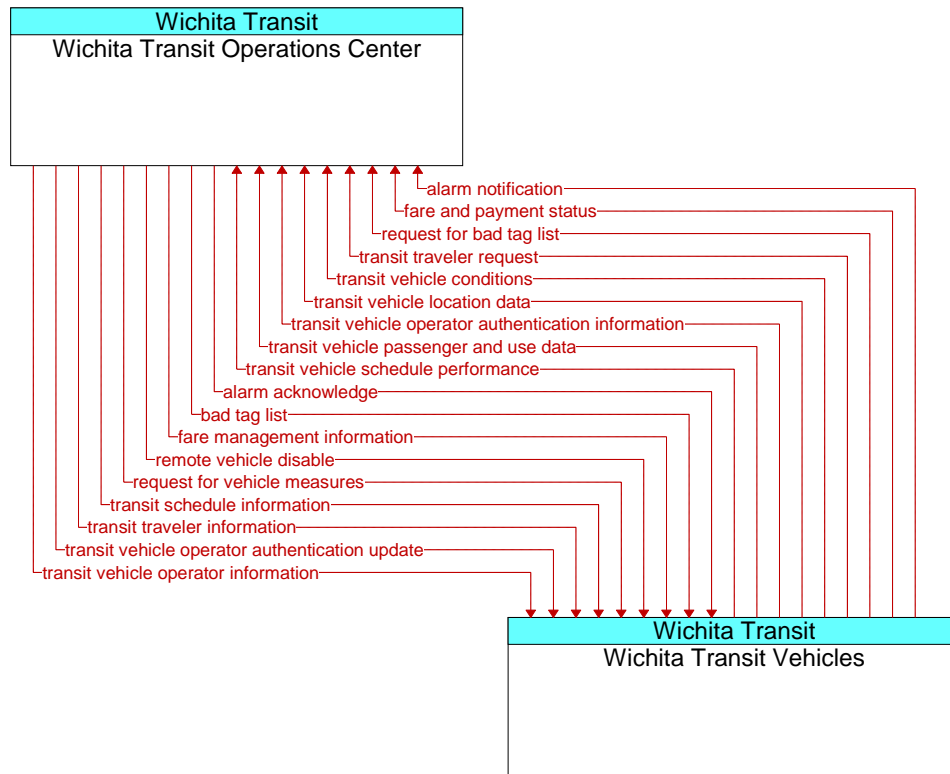 Wichita Transit
Wichita Transit Operations Center
alarm notification
fare and payment status
request for bad tag list
transit traveler request
transit vehicle conditions
transit vehicle location data
transit vehicle operator authentication information
transit vehicle passenger and use data
transit vehicle schedule performance
alarm acknowledge
bad tag list
fare management information
remote vehicle disable
request for vehicle measures
transit schedule information
transit traveler information
transit vehicle operator authentication update
transit vehicle operator information
Wichita Transit
Wichita Transit Vehicles